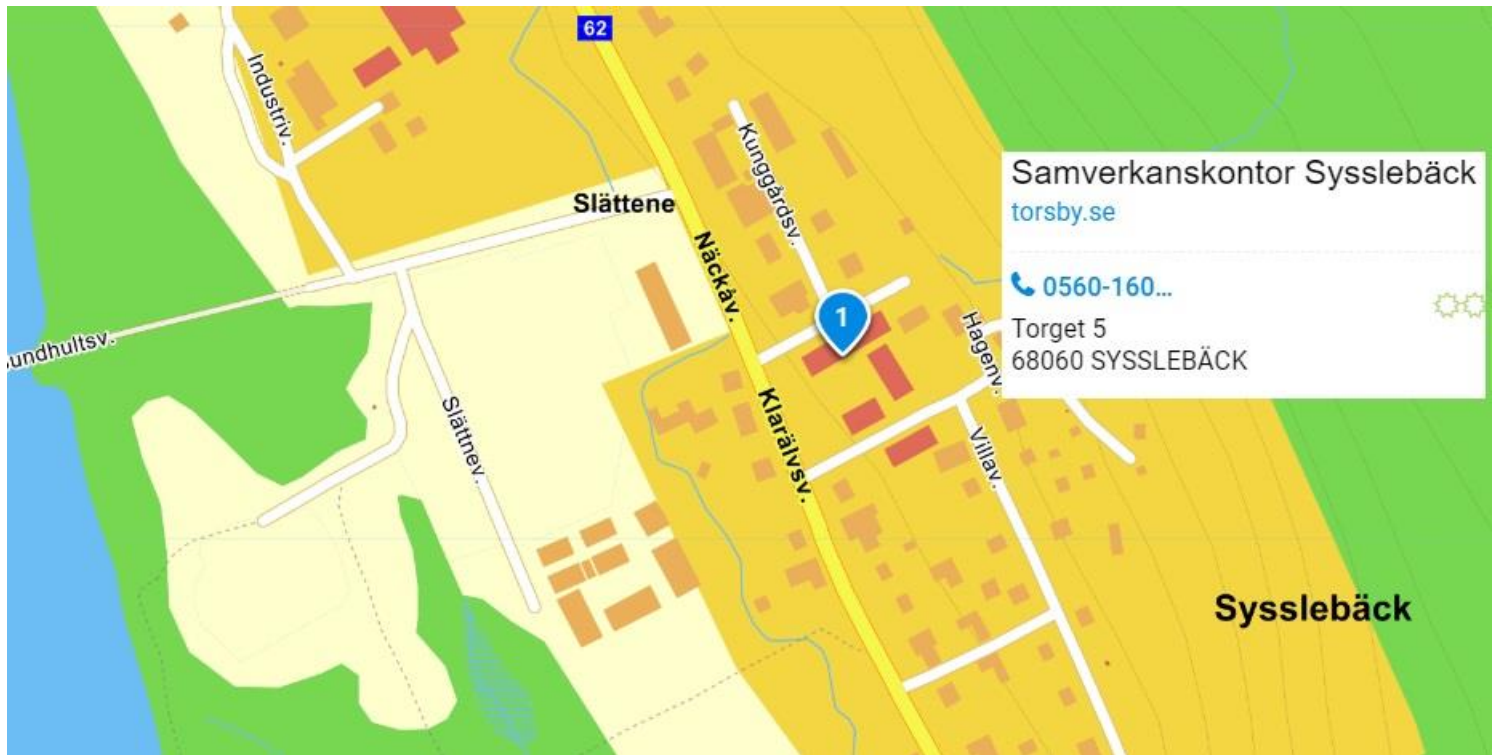 62
Industriv.
Kunggårdsv.
Slättene
Näckåv.
Samverkanskontor Sysslebäck
torsby.se
0560-160...
Torget 5
68060 SYSSLEBÄCK
1
Hagenv.
undhultsv.
Slättnev.
Klarälvsv.
Villav.
Sysslebäck